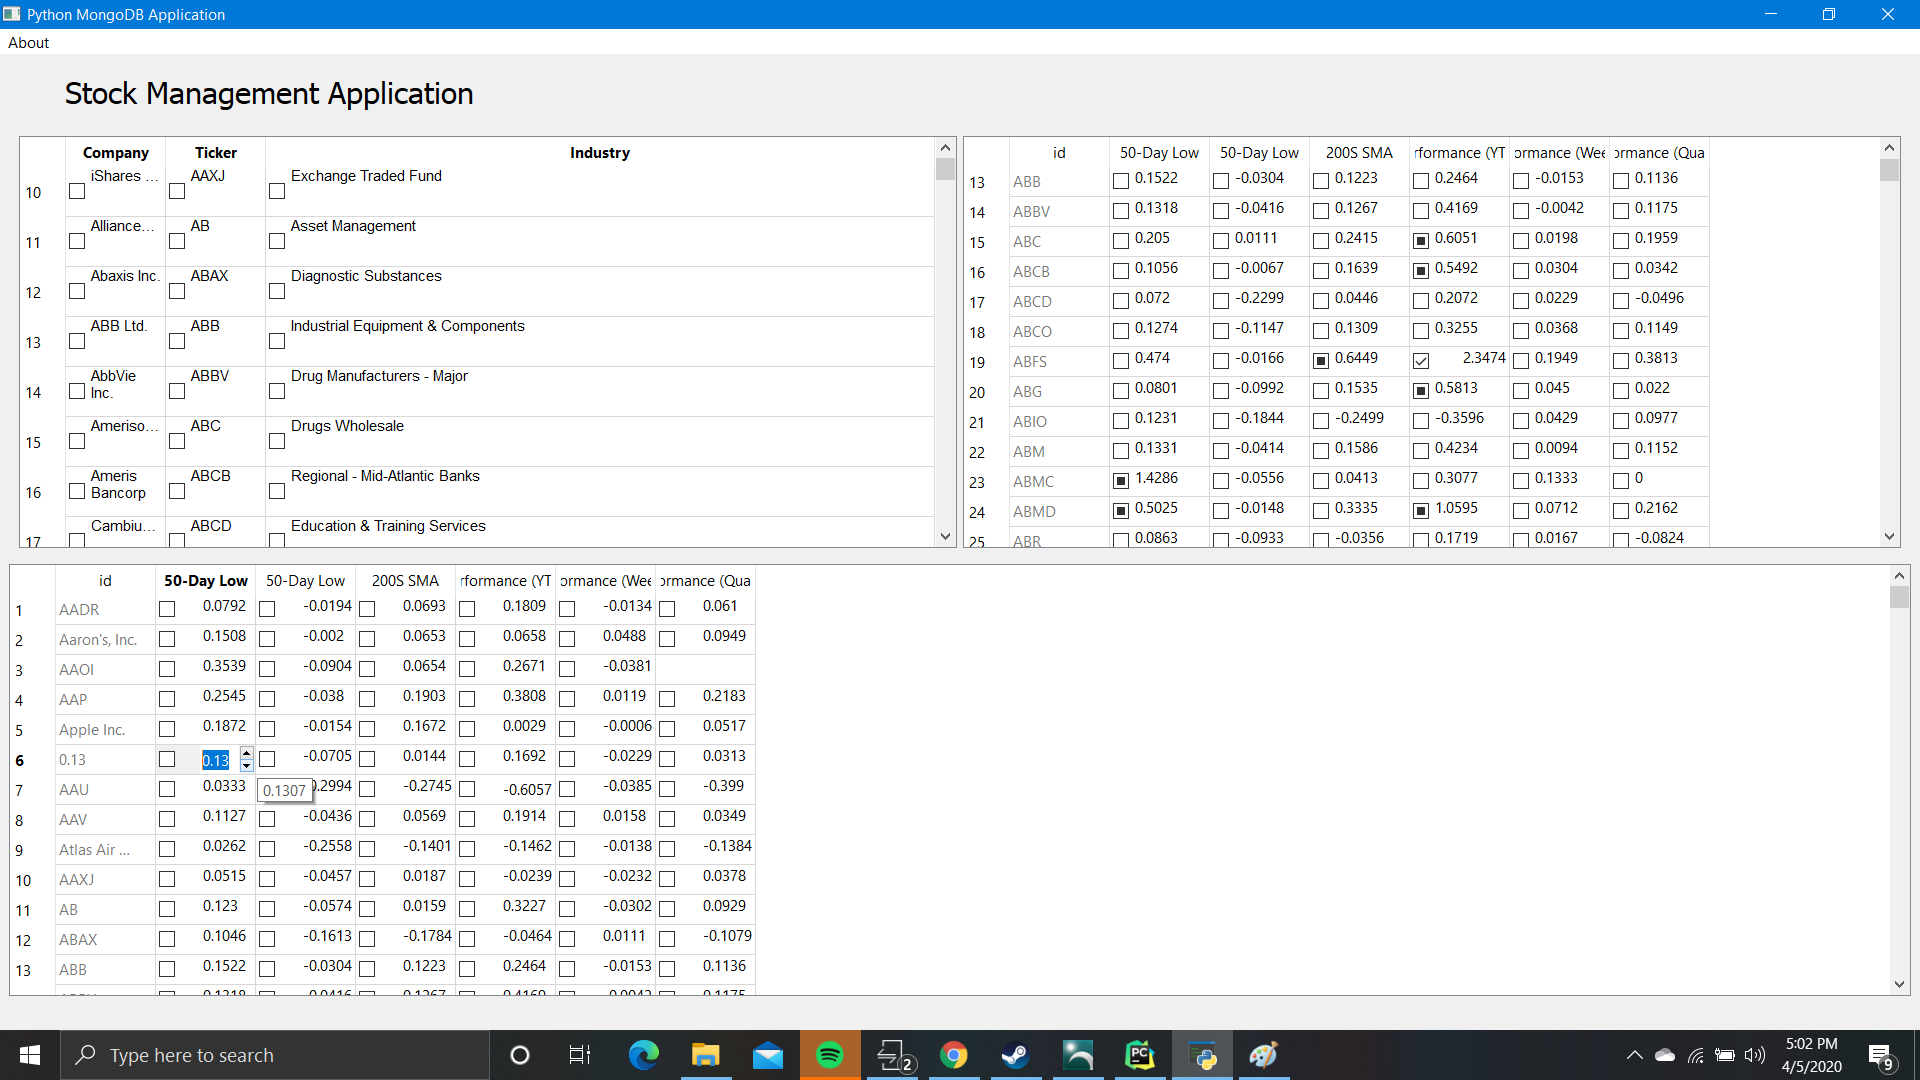 Python MongoDB Application
About
Stock Management Application
Company Ticker Industry
10 iShares ... AAXJ Exchange Traded Fund
11 Alliance... AB Asset Management
12 Abaxis Inc. ABAX Diagnostic Substances
13 ABB Ltd. ABB Industrial Equipment & Components
14 AbbVie Inc. ABBV Drug Manufacturers - Major
15 Ameriso... ABC Drugs Wholesale
16 Ameris Bancorp ABCB Regional - Mid-Atlantic Banks
17 Cambiu... ABCD Education & Training Services
id 50-Day Low 50-Day Low 200S SMA rformance (YT ormance (Wee ormance (Qua
13 ABB 0.1522 -0.0304 0.1223 0.2464 -0.0153 0.1136
14 ABBV 0.1318 -0.0416 0.1267 0.4169 -0.0042 0.1175
15 ABC 0.205 0.0111 0.2415 0.6051 0.0198 0.1959
16 ABCB 0.1056 -0.0067 0.1639 0.5492 0.0304 0.0342
17 ABCD 0.072 -0.2299 0.0446 0.2072 0.0229 -0.0496
18 ABCO 0.1274 -0.1147 0.1309 0.3255 0.0368 0.1149
19 ABFS 0.474 -0.0166 0.6449 2.3474 0.1949 0.3813
20 ABG 0.0801 -0.0992 0.1535 0.5813 0.045 0.022
21 ABIO 0.1231 -0.1844 -0.2499 -0.3596 0.0429 0.0977
22 ABM 0.1331 -0.0414 0.1586 0.4234 0.0094 0.1152
23 ABMC 1.4286 -0.0556 0.0413 0.3077 0.1333 0
24 ABMD 0.5025 -0.0148 0.3335 1.0595 0.0712 0.2162
25 ABR 0.0863 -0.0933 -0.0356 0.1719 0.0167 -0.0824
id 50-Day Low 50-Day Low 200S SMA rformance (YT ormance (Wee ormance (Qua
1 AADR 0.0792 -0.0194 0.0693 0.1809 -0.0134 0.061
2 Aaron's, Inc. 0.1508 -0.002 0.0653 0.0658 0.0488 0.0949
3 AAOI 0.3539 -0.0904 0.0654 0.2671 -0.0381
4 AAP 0.2545 -0.038 0.1903 0.3808 0.0119 0.2183
5 Apple Inc. 0.1872 -0.0154 0.1672 0.0029 -0.0006 0.0517
6 0.13 0.13 -0.0705 0.0144 0.1692 -0.0229 0.0313
7 AAU 0.0333 0.1307 .2994 -0.2745 -0.6057 -0.0385 -0.399
8 AAV 0.1127 -0.0436 0.0569 0.1914 0.0158 0.0349
9 Atlas Air ... 0.0262 -0.2558 -0.1401 -0.1462 -0.0138 -0.1384
10 AAXJ 0.0515 -0.0457 0.0187 -0.0239 -0.0232 0.0378
11 AB 0.123 -0.0574 0.0159 0.3227 -0.0302 0.0929
12 ABAX 0.1046 -0.1613 -0.1784 -0.0464 0.0111 -0.1079
13 ABB 0.1522 -0.0304 0.1223 0.2464 -0.0153 0.1136
Type here to search
2
PC
5:02 PM
4/5/2020
9